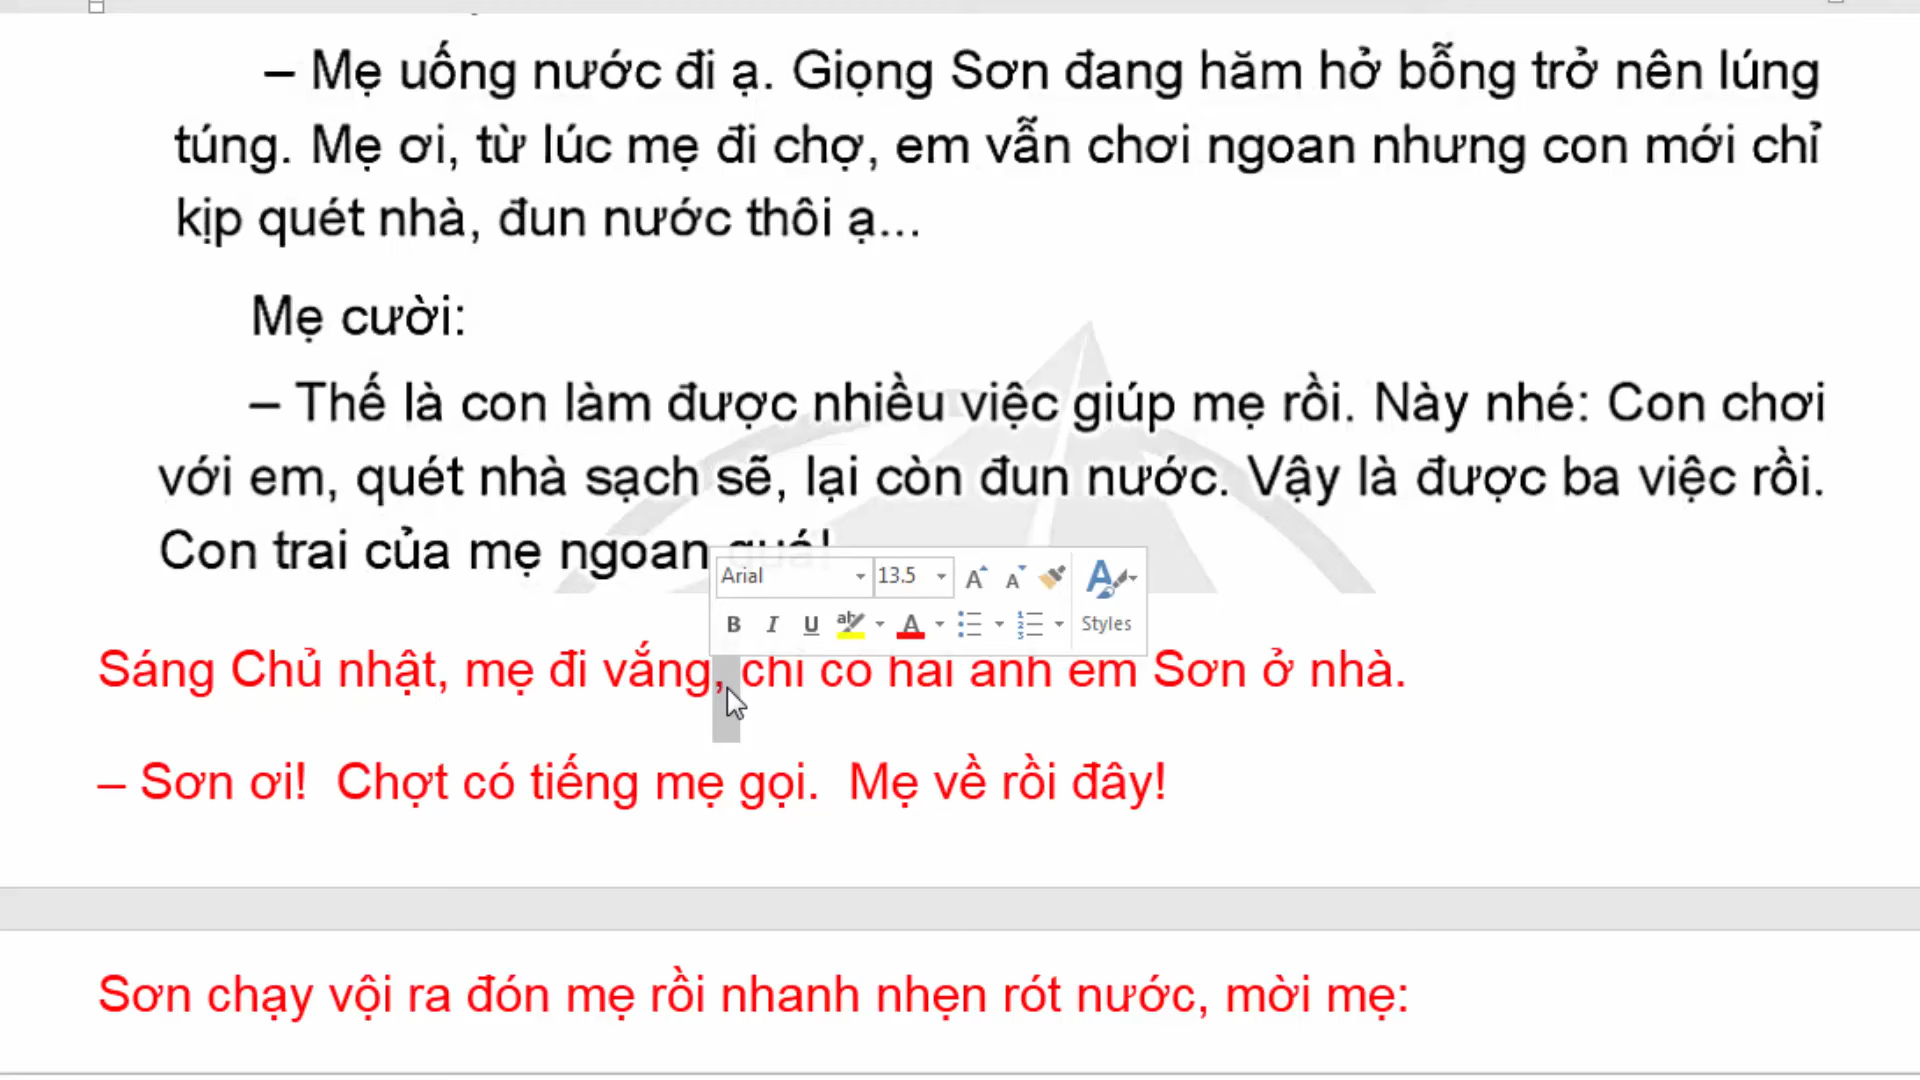 – Mẹ uống nước đi ạ. Giọng Sơn đang hăm hở bỗng trở nên lúng
túng. Mẹ ơi, từ lúc mẹ đi chợ, em vẫn chơi ngoan nhưng con mới chỉ
kịp quét nhà, đun nước thôi ạ...
Mẹ cười:
– Thế là con làm được nhiều việc giúp mẹ rồi. Này nhé: Con chơi
với em, quét nhà sạch sẽ, lại còn đun nước. Vậy là được ba việc rồi.
Con trai của mẹ ngoan quá!
Arial 13.5
B I U Styles
Sáng Chủ nhật, mẹ đi vắng, chỉ có hai anh em Sơn ở nhà.
– Sơn ơi! Chợt có tiếng mẹ gọi. Mẹ về rồi đây!
Sơn chạy vội ra đón mẹ rồi nhanh nhẹn rót nước, mời mẹ: